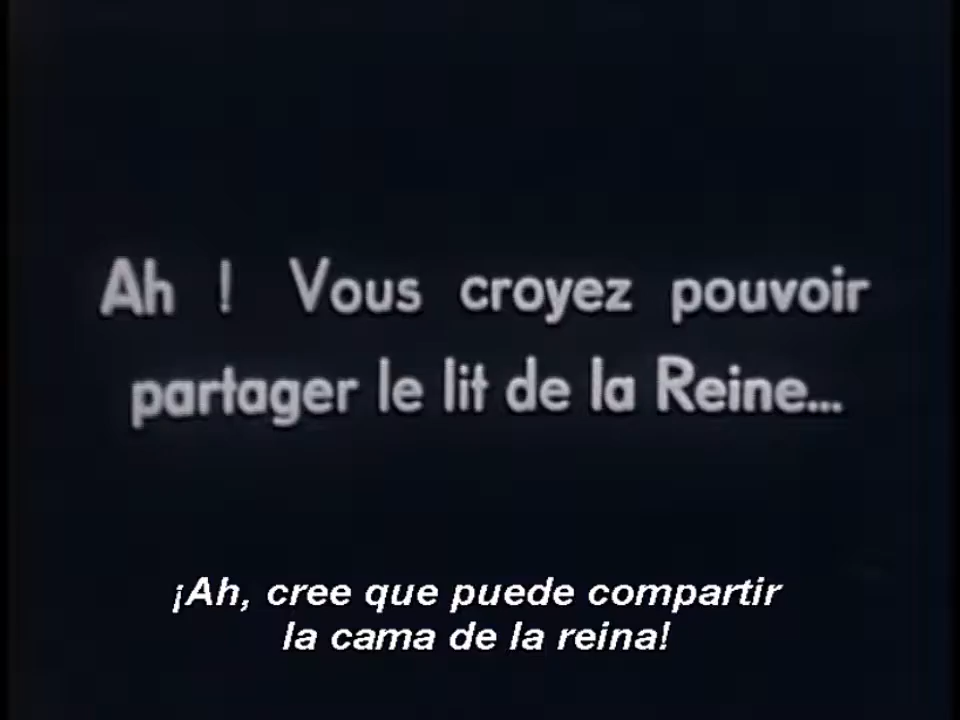 Ah ! Vous croyez pouvoir
partager le lit de la Reine...
¡Ah, cree que puede compartir
la cama de la reina!